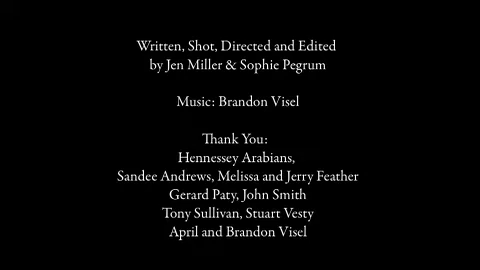 Written, Shot, Directed and Edited
by Jen Miller & Sophie Pegrum
Music: Brandon Visel
Thank You:
Hennessey Arabians,
Sandee Andrews, Melissa and Jerry Feather
Gerard Paty, John Smith
Tony Sullivan, Stuart Vesty
April and Brandon Visel